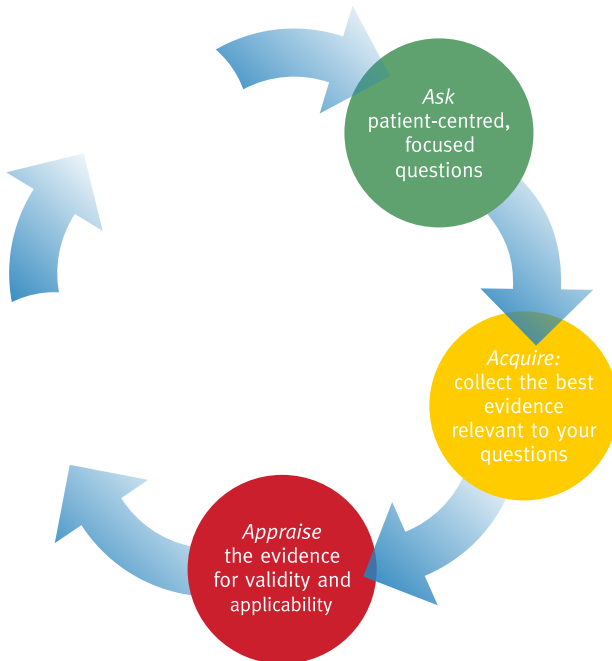 Ask
patient-centred,
focused
questions
Acquire:
collect the best
evidence
relevant to your
questions
Appraise
the evidence
for validity and
applicability